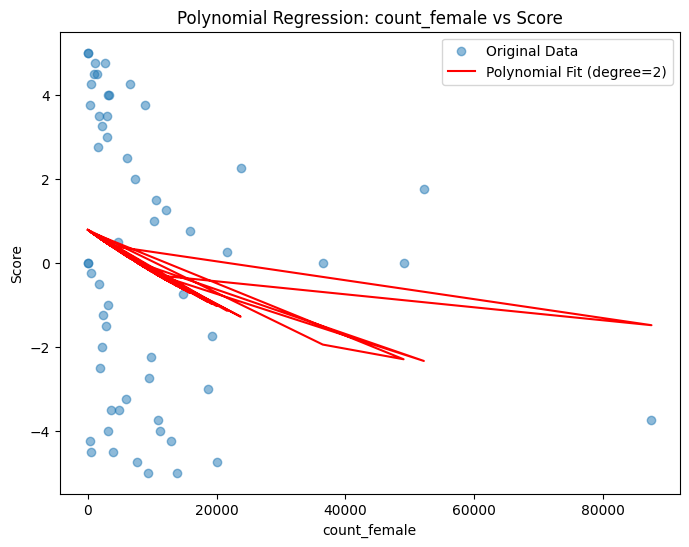 Polynomial Regression: count_female vs Score
Original Data
Polynomial Fit (degree=2)
Score
4
2
0
−2
−4
0 20000 40000 60000 80000
count_female